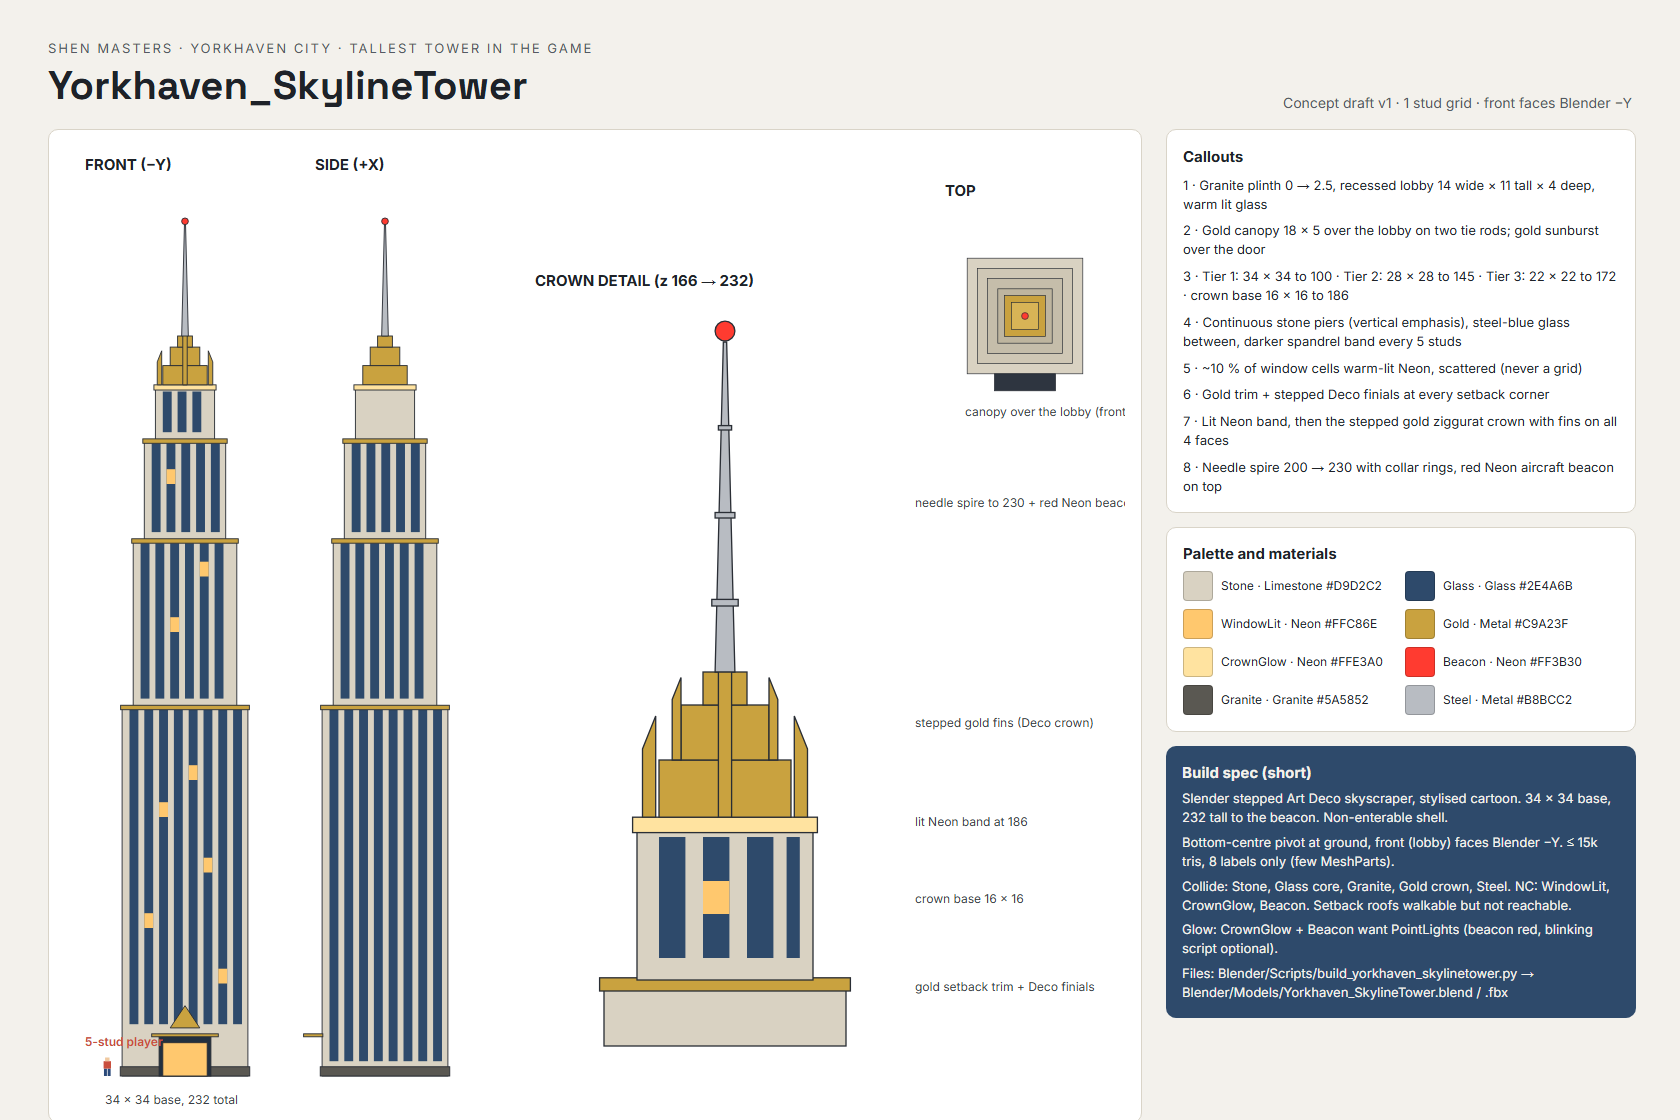 SHEN MASTERS · YORKHAVEN CITY · TALLEST TOWER IN THE GAME
Yorkhaven_SkylineTower
Concept draft v1 · 1 stud grid · front faces Blender −Y
FRONT (−Y)
SIDE (+X)
TOP
CROWN DETAIL (z 166 → 232)
canopy over the lobby (front
needle spire to 230 + red Neon beac
stepped gold fins (Deco crown)
lit Neon band at 186
crown base 16 × 16
gold setback trim + Deco finials
5-stud player
34 × 34 base, 232 total
Callouts
1 · Granite plinth 0 → 2.5, recessed lobby 14 wide × 11 tall × 4 deep,
warm lit glass
2 · Gold canopy 18 × 5 over the lobby on two tie rods; gold sunburst
over the door
3 · Tier 1: 34 × 34 to 100 · Tier 2: 28 × 28 to 145 · Tier 3: 22 × 22 to 172
· crown base 16 × 16 to 186
4 · Continuous stone piers (vertical emphasis), steel-blue glass
between, darker spandrel band every 5 studs
5 · ~10 % of window cells warm-lit Neon, scattered (never a grid)
6 · Gold trim + stepped Deco finials at every setback corner
7 · Lit Neon band, then the stepped gold ziggurat crown with fins on all
4 faces
8 · Needle spire 200 → 230 with collar rings, red Neon aircraft beacon
on top
Palette and materials
Stone · Limestone #D9D2C2
Glass · Glass #2E4A6B
WindowLit · Neon #FFC86E
Gold · Metal #C9A23F
CrownGlow · Neon #FFE3A0
Beacon · Neon #FF3B30
Granite · Granite #5A5852
Steel · Metal #B8BCC2
Build spec (short)
Slender stepped Art Deco skyscraper, stylised cartoon. 34 × 34 base,
232 tall to the beacon. Non-enterable shell.
Bottom-centre pivot at ground, front (lobby) faces Blender −Y. ≤ 15k
tris, 8 labels only (few MeshParts).
Collide: Stone, Glass core, Granite, Gold crown, Steel. NC: WindowLit,
CrownGlow, Beacon. Setback roofs walkable but not reachable.
Glow: CrownGlow + Beacon want PointLights (beacon red, blinking
script optional).
Files: Blender/Scripts/build_yorkhaven_skylinetower.py →
Blender/Models/Yorkhaven_SkylineTower.blend / .fbx